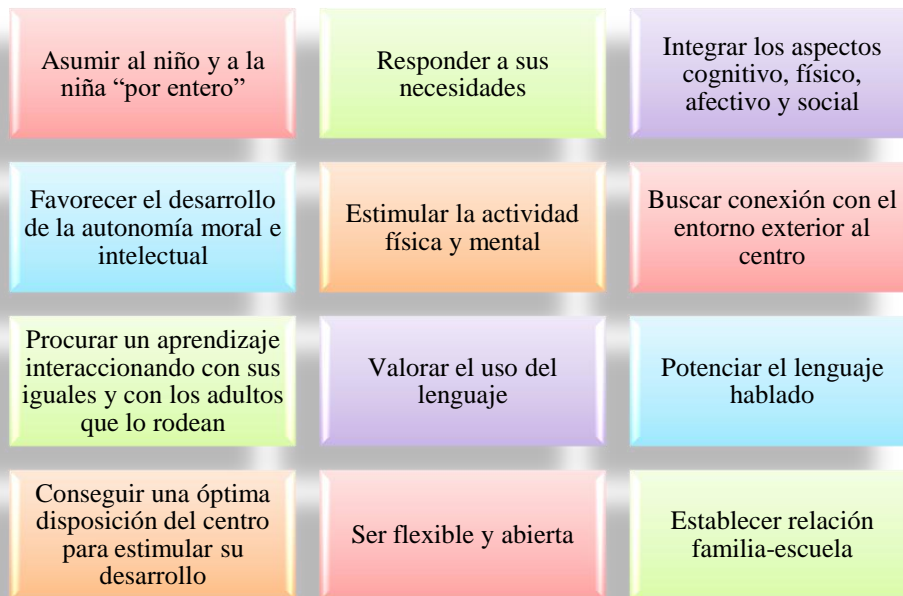 Asumir al niño y a la
niña “por entero”
Responder a sus
necesidades
Integrar los aspectos
cognitivo, físico,
afectivo y social
Favorecer el desarrollo
de la autonomía moral e
intelectual
Estimular la actividad
física y mental
Buscar conexión con el
entorno exterior al
centro
Procurar un aprendizaje
interaccionando con sus
iguales y con los adultos
que lo rodean
Valorar el uso del
lenguaje
Potenciar el lenguaje
hablado
Conseguir una óptima
disposición del centro
para estimular su
desarrollo
Ser flexible y abierta
Establecer relación
familia-escuela